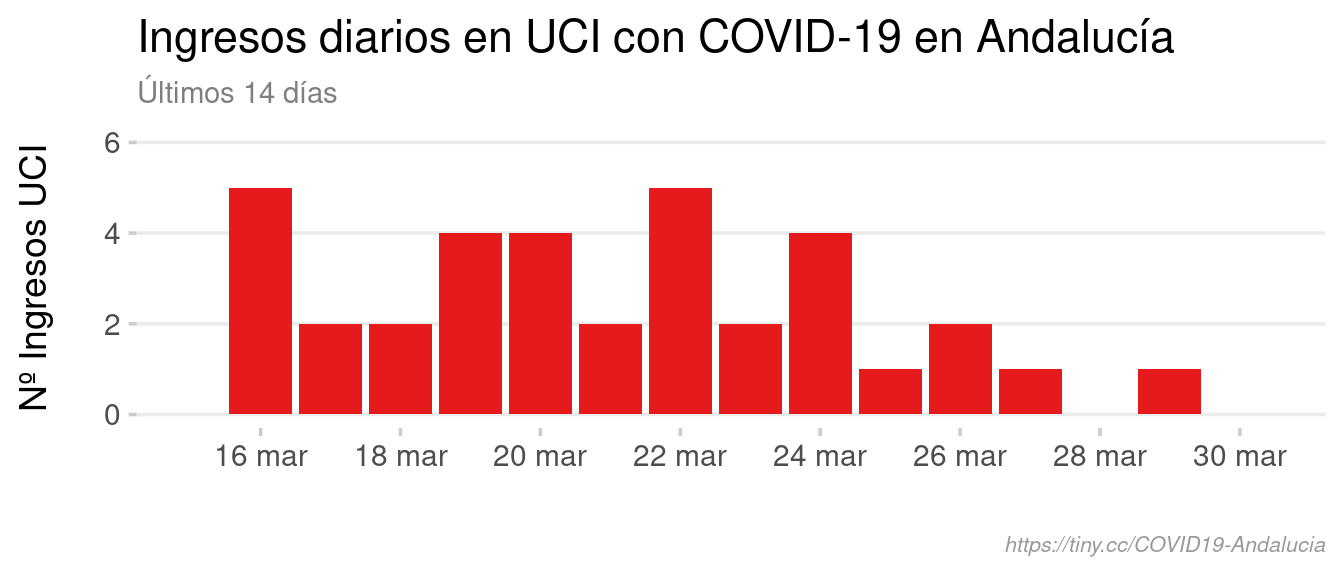 Ingresos diarios en UCI con COVID-19 en Andalucía
Últimos 14 días
Nº Ingresos UCI
6
4
2
0
16 mar 18 mar 20 mar 22 mar 24 mar 26 mar 28 mar 30 mar
https://tiny.cc/COVID19-Andalucia